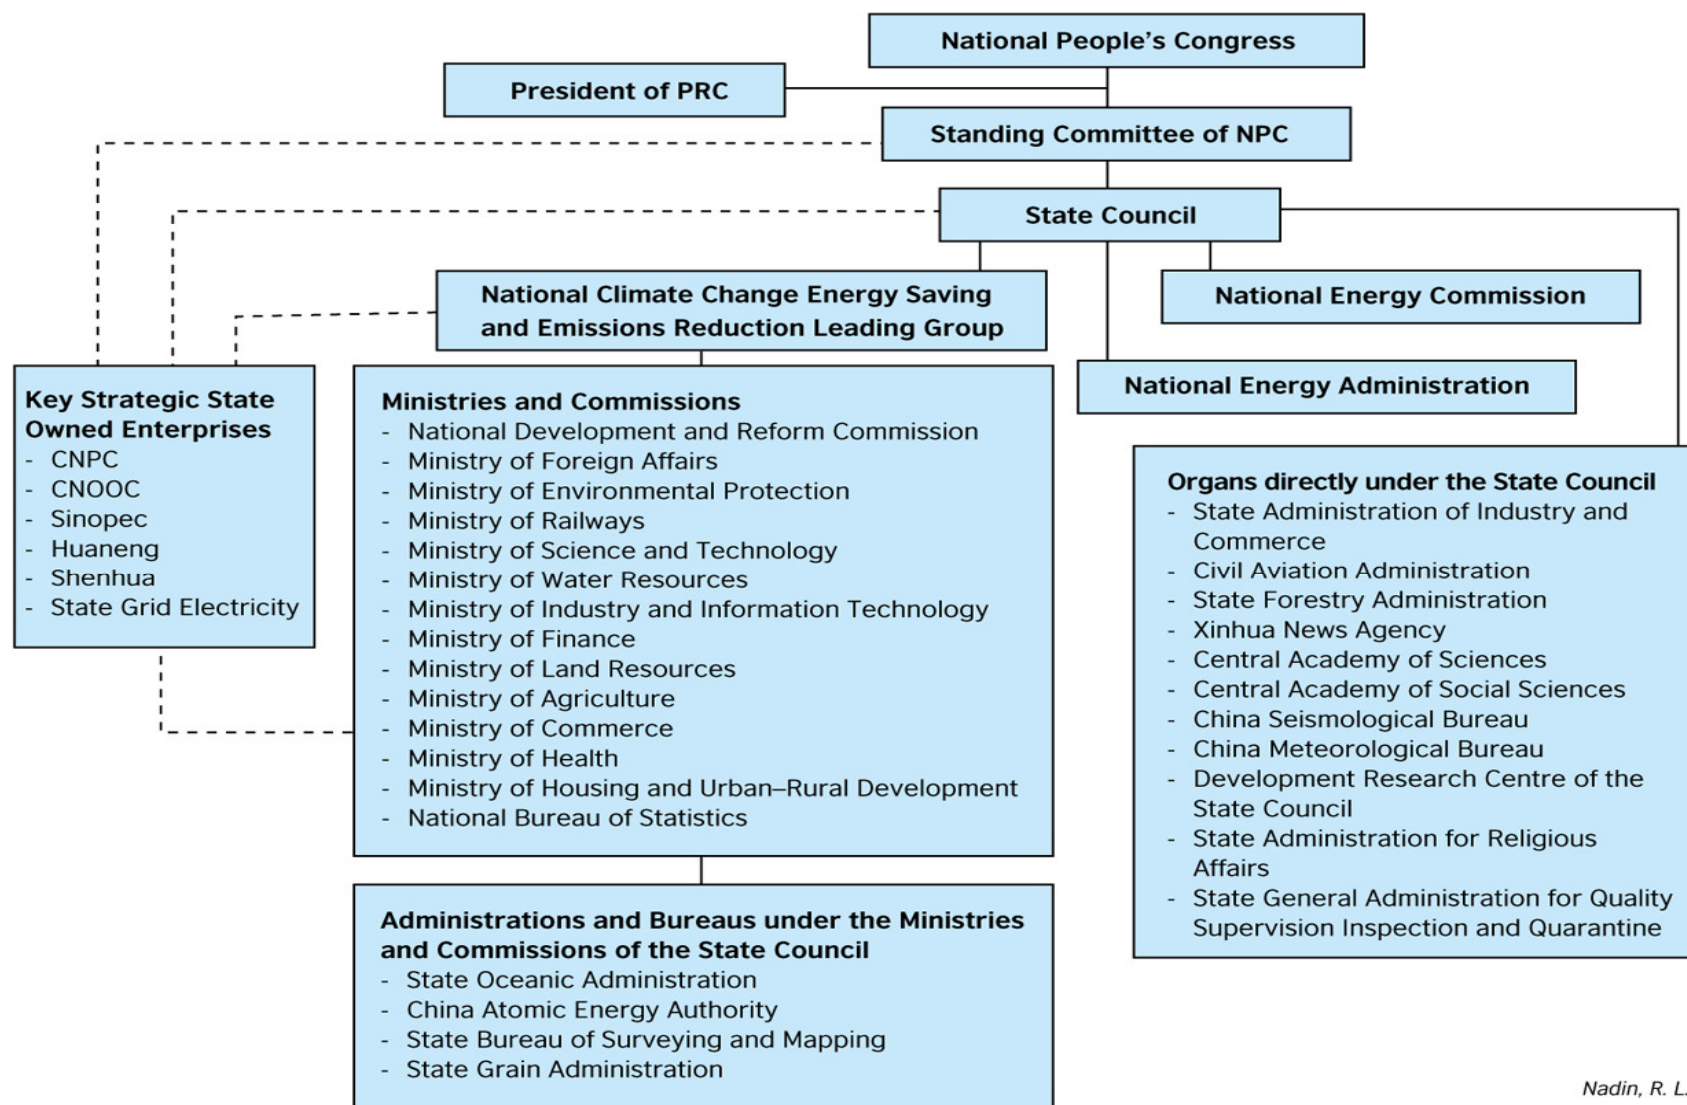 National People's Congress
President of PRC
Standing Committee of NPC
State Council
National Climate Change Energy Saving
and Emissions Reduction Leading Group
National Energy Commission
National Energy Administration
Key Strategic State
Owned Enterprises
- CNPC
- CNOOC
- Sinopec
- Huaneng
- Shenhua
- State Grid Electricity
Ministries and Commissions
- National Development and Reform Commission
- Ministry of Foreign Affairs
- Ministry of Environmental Protection
- Ministry of Railways
- Ministry of Science and Technology
- Ministry of Water Resources
- Ministry of Industry and Information Technology
- Ministry of Finance
- Ministry of Land Resources
- Ministry of Agriculture
- Ministry of Commerce
- Ministry of Health
- Ministry of Housing and Urban–Rural Development
- National Bureau of Statistics
Organs directly under the State Council
- State Administration of Industry and
Commerce
- Civil Aviation Administration
- State Forestry Administration
- Xinhua News Agency
- Central Academy of Sciences
- Central Academy of Social Sciences
- China Seismological Bureau
- China Meteorological Bureau
- Development Research Centre of the
State Council
- State Administration for Religious
Affairs
- State General Administration for Quality
Supervision Inspection and Quarantine
Administrations and Bureaus under the Ministries
and Commissions of the State Council
- State Oceanic Administration
- China Atomic Energy Authority
- State Bureau of Surveying and Mapping
- State Grain Administration
Nadin, R. L.